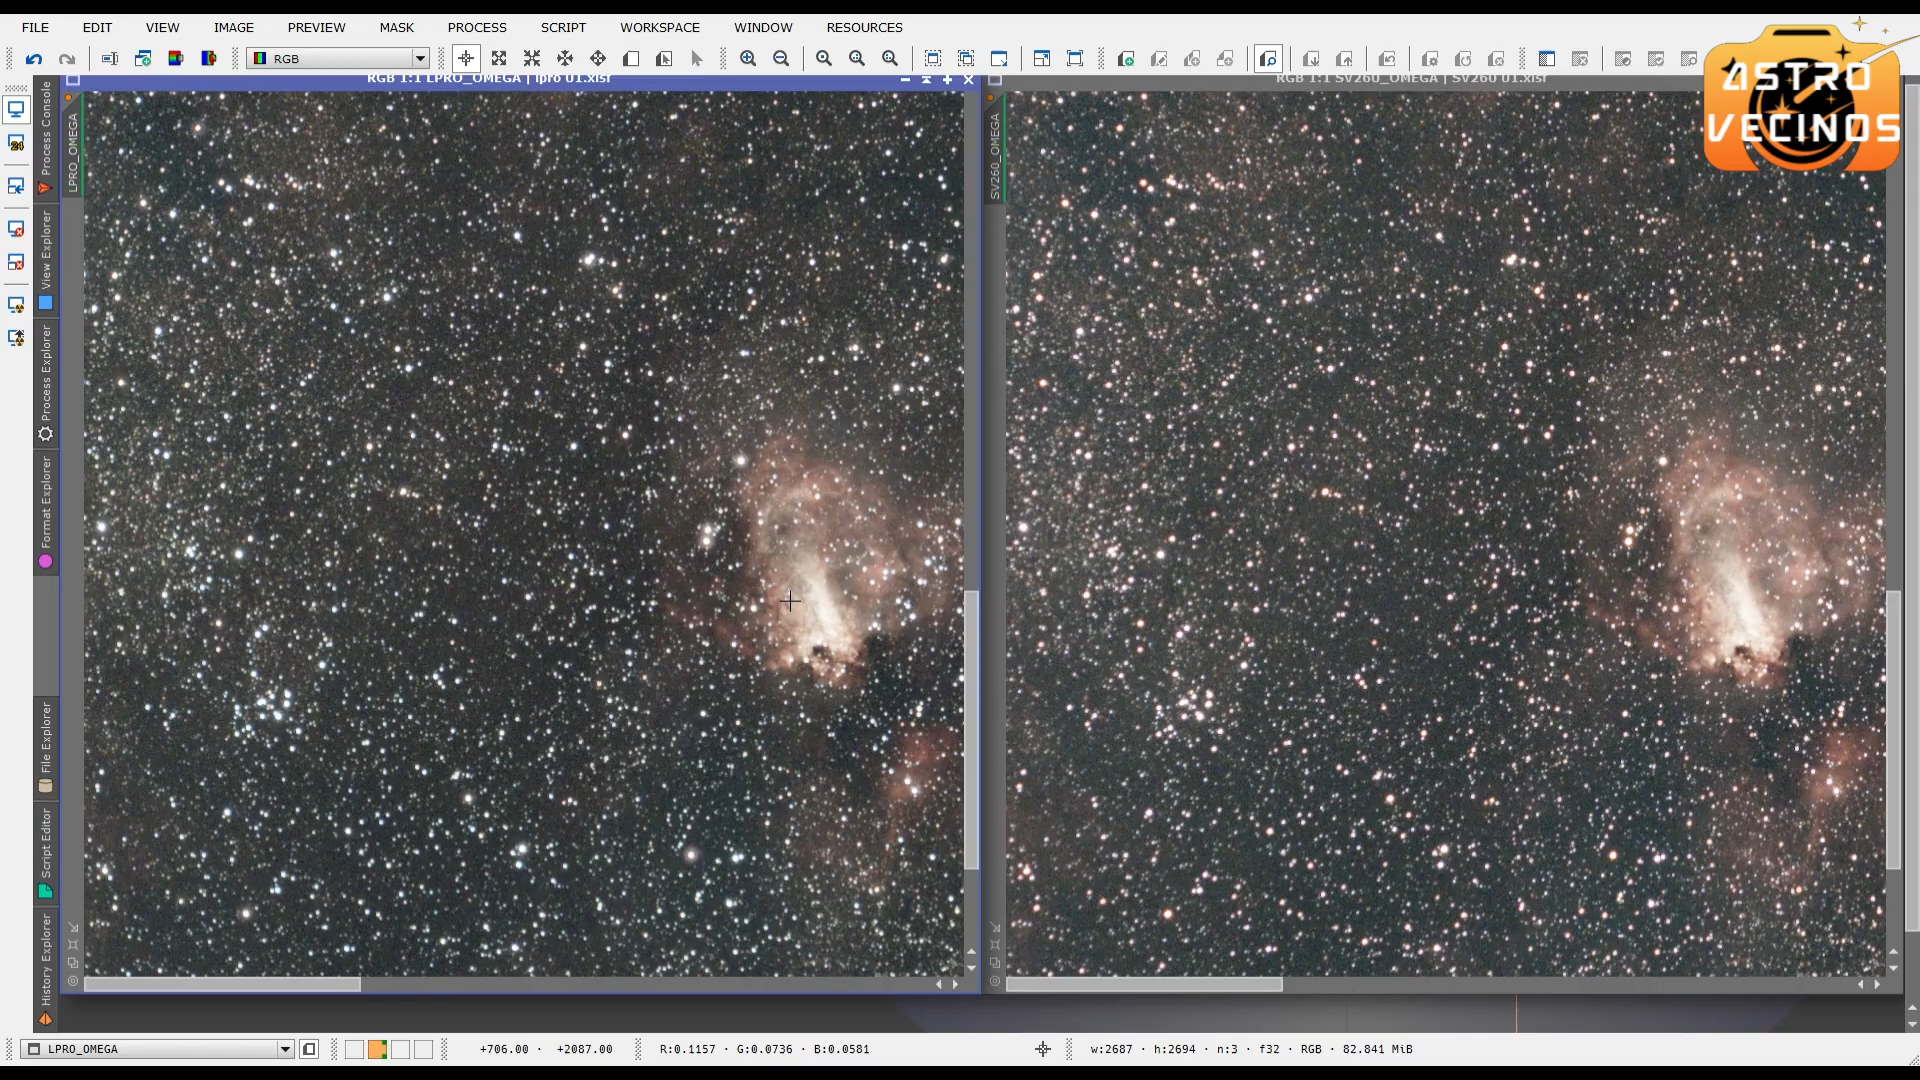 FILE EDIT VIEW IMAGE PREVIEW MASK PROCESS SCRIPT WORKSPACE WINDOW RESOURCES
RGB
ASTRO
VECINOS
RGB 1:1 LPRO_OMEGA | lpro U1.xisf
RGB 1:1 SV260_OMEGA | SV260 U1.xisf
LPRO_OMEGA
SV260_OMEGA
Process Console
View Explorer
Process Explorer
Format Explorer
File Explorer
Script Editor
History Explorer
LPRO_OMEGA
+706.00 · +2087.00
R:0.1157 · G:0.0736 · B:0.0581
w:2687 · h:2694 · n:3 · f32 · RGB · 82.841 MiB